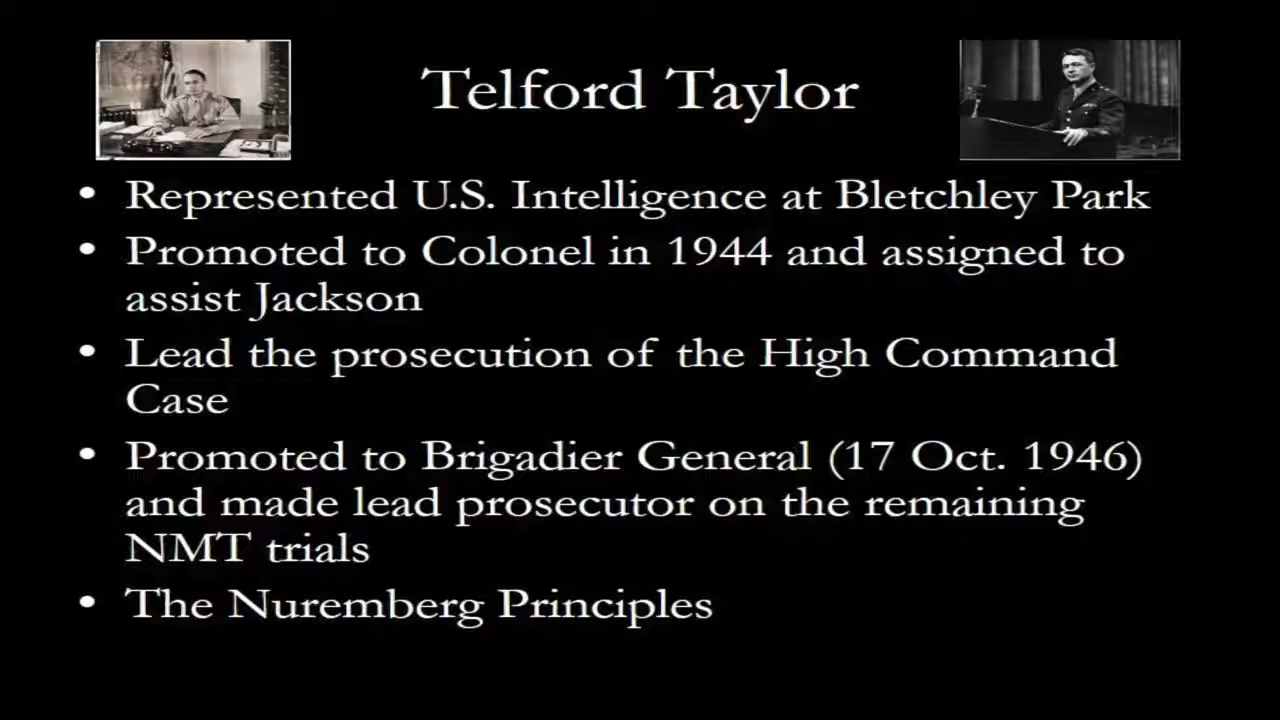 Telford Taylor
• Represented U.S. Intelligence at Bletchley Park
• Promoted to Colonel in 1944 and assigned to
assist Jackson
• Lead the prosecution of the High Command
Case
• Promoted to Brigadier General (17 Oct. 1946)
and made lead prosecutor on the remaining
NMT trials
• The Nuremberg Principles